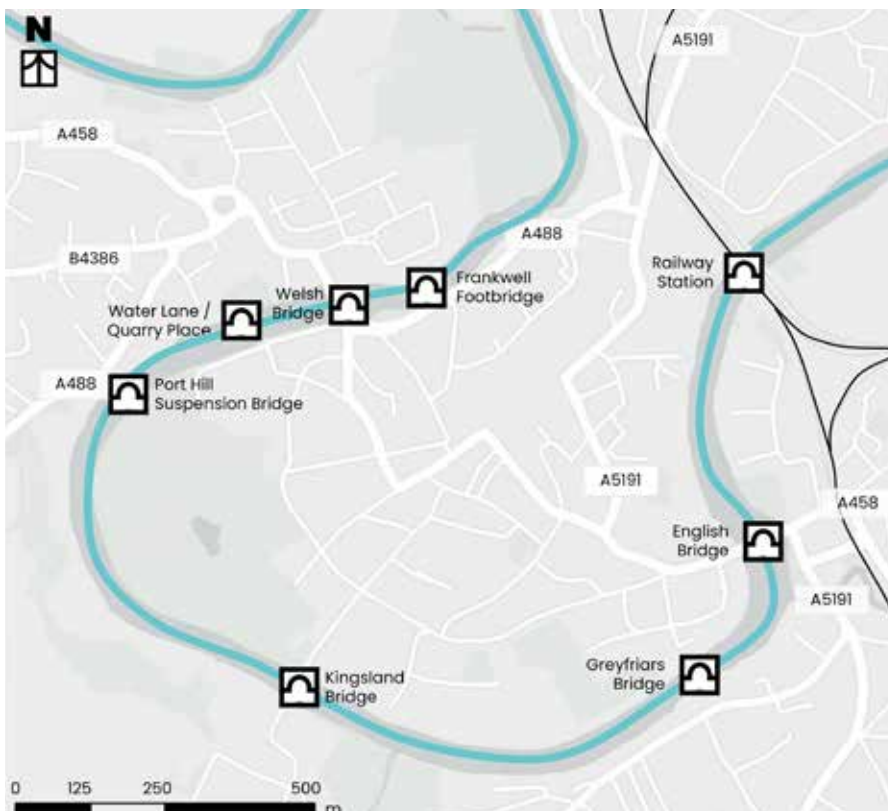 N
A5191
A458
A488
B4386
Railway
Station
Frankwell
Footbridge
Welsh
Bridge
Water Lane /
Quarry Place
A488
Port Hill
Suspension Bridge
A5191
A458
English
Bridge
A5191
Greyfriars
Bridge
Kingsland
Bridge
0 125 250 500
m